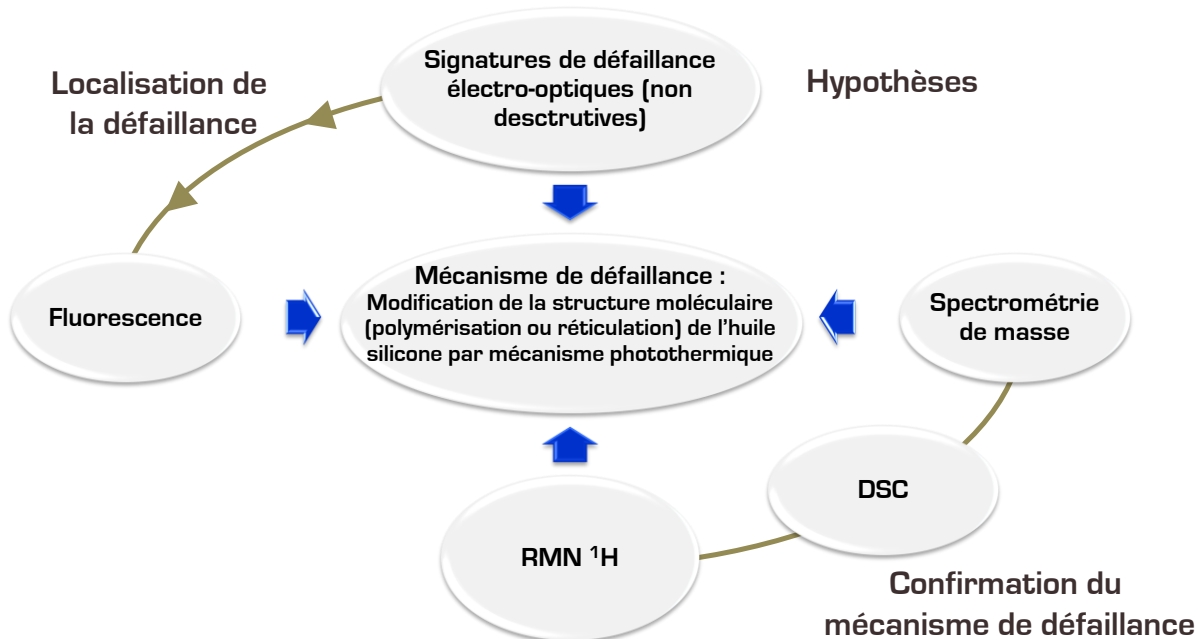 Signatures de défaillance
électro-optiques (non
desctrutives)
Localisation de
la défaillance
Hypothèses
Mécanisme de défaillance :
Modification de la structure moléculaire
(polymérisation ou réticulation) de l'huile
silicone par mécanisme photothermique
Fluorescence
Spectrométrie
de masse
DSC
RMN ¹H
Confirmation du
mécanisme de défaillance